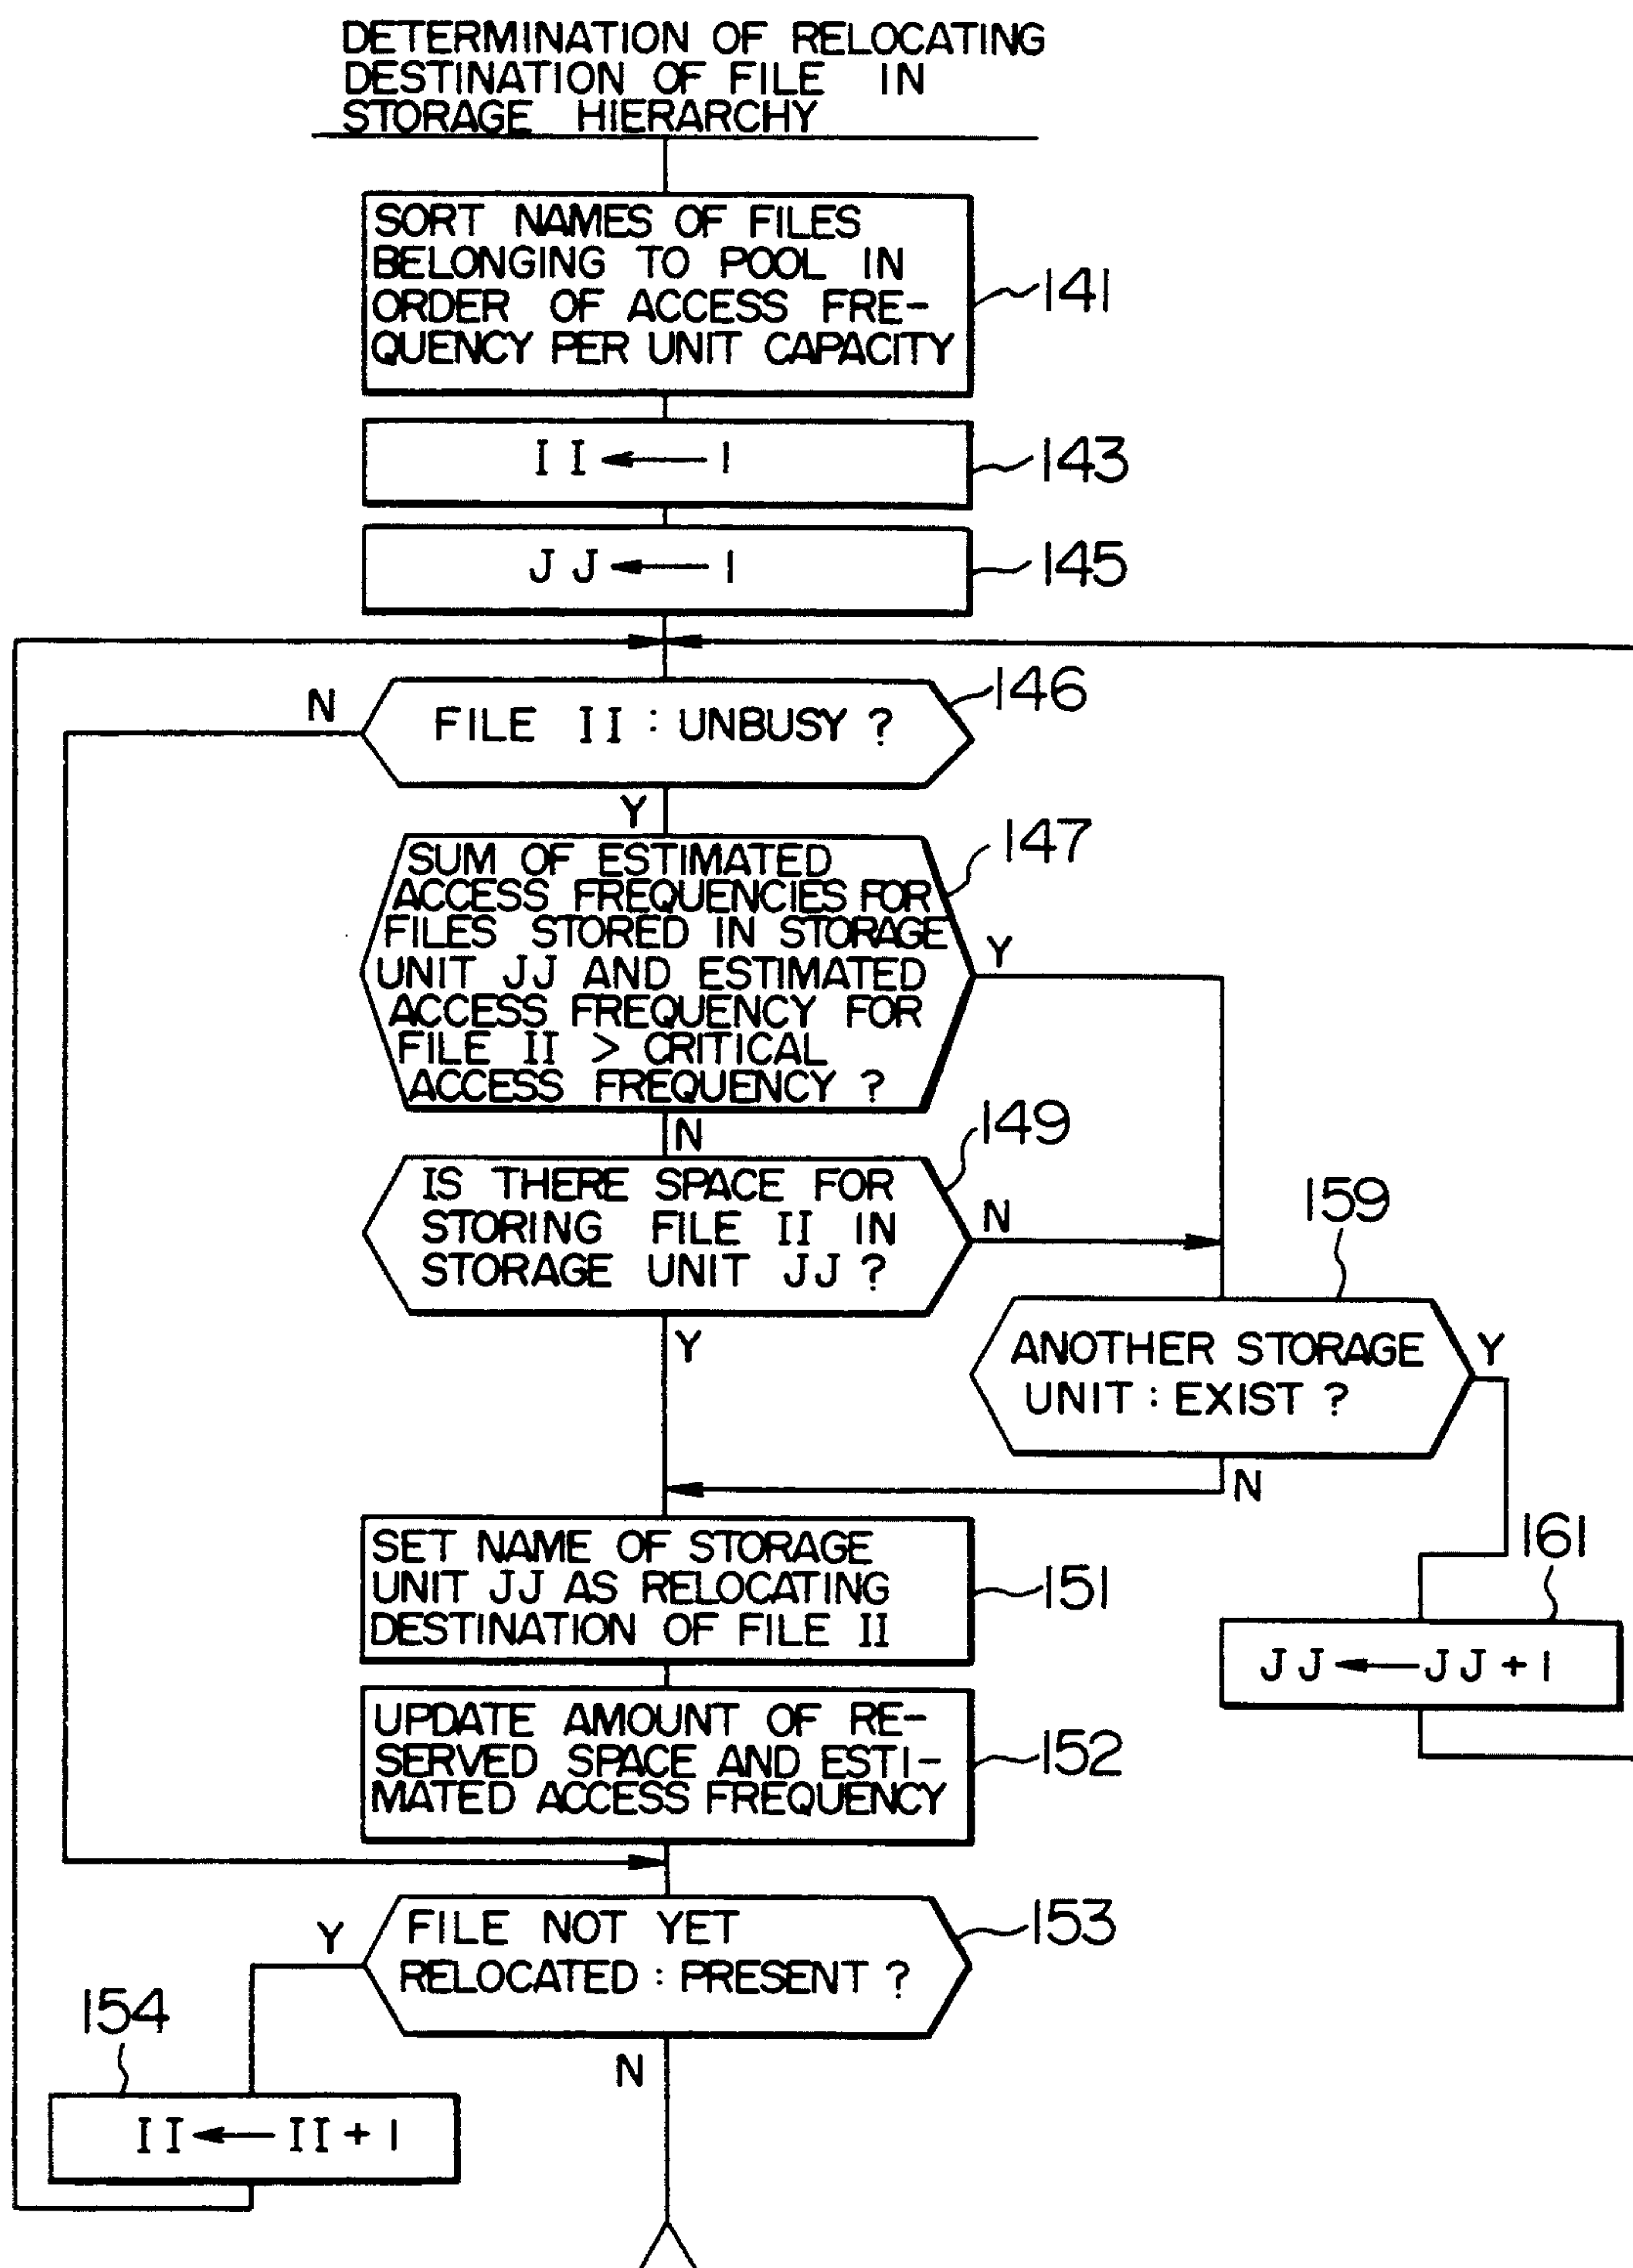 DETERMINATION OF RELOCATING
DESTINATION OF FILE IN
STORAGE HIERARCHY
SORT NAMES OF FILES
BELONGING TO POOL IN
ORDER OF ACCESS FRE-
QUENCY PER UNIT CAPACITY
141
II ← 1
143
JJ ← 1
145
146
N
FILE II : UNBUSY ?
Y
147
SUM OF ESTIMATED
ACCESS FREQUENCIES FOR
FILES STORED IN STORAGE
UNIT JJ AND ESTIMATED
ACCESS FREQUENCY FOR
FILE II > CRITICAL
ACCESS FREQUENCY ?
Y
N
149
IS THERE SPACE FOR
STORING FILE II IN
STORAGE UNIT JJ ?
N
Y
159
ANOTHER STORAGE
UNIT : EXIST ?
Y
N
SET NAME OF STORAGE
UNIT JJ AS RELOCATING
DESTINATION OF FILE II
151
161
JJ ← JJ + 1
UPDATE AMOUNT OF RE-
SERVED SPACE AND ESTI-
MATED ACCESS FREQUENCY
152
FILE NOT YET
RELOCATED : PRESENT ?
153
Y
N
154
II ← II + 1